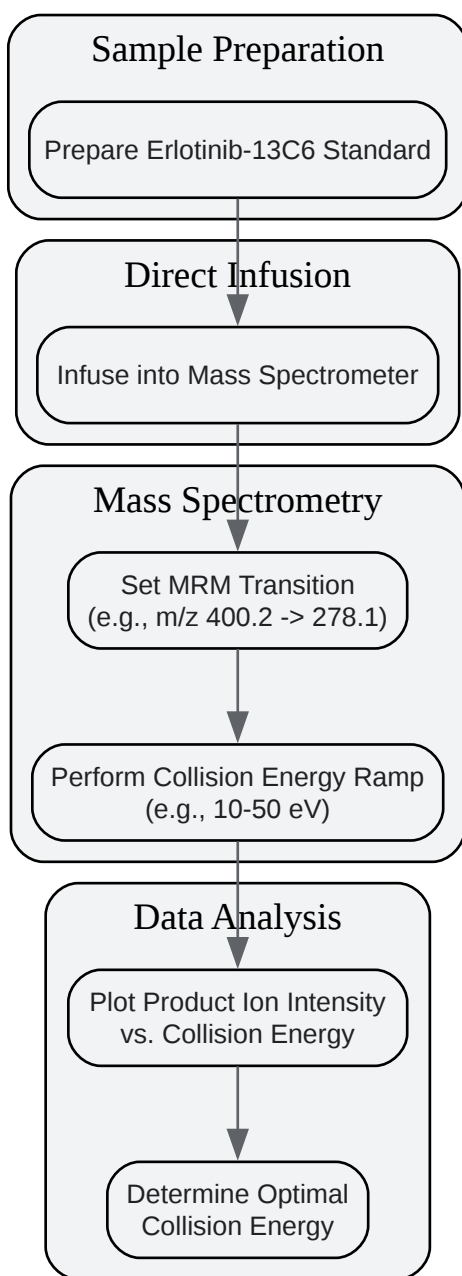 Sample Preparation
Prepare Erlotinib-13C6 Standard
Direct Infusion
Infuse into Mass Spectrometer
Mass Spectrometry
Set MRM Transition
(e.g., m/z 400.2 -> 278.1)
Perform Collision Energy Ramp
(e.g., 10-50 eV)
Data Analysis
Plot Product Ion Intensity
vs. Collision Energy
Determine Optimal
Collision Energy